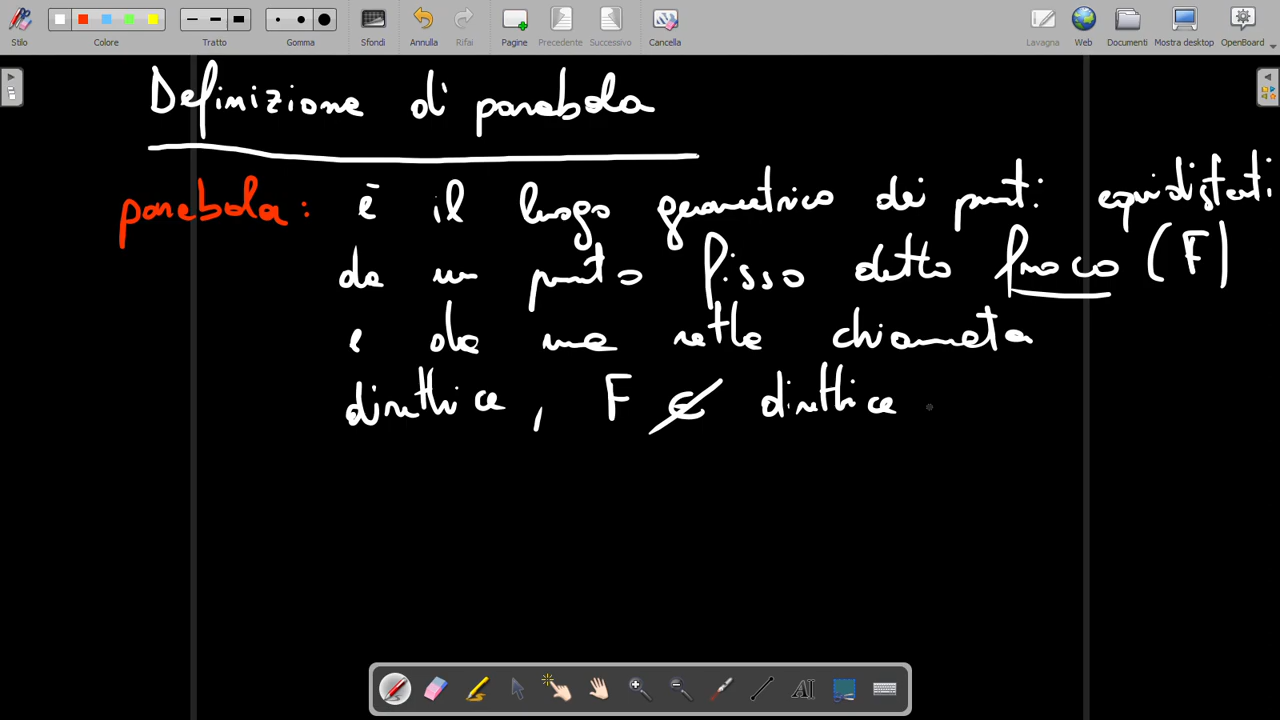 Stilo Colore Tratto Gomma Sfondi Annulla Rifai Pagine Precedente Successivo Cancella Lavagna Web Documenti Mostra desktop OpenBoard
Definizione di parabola
parabola: è il luogo geometrico dei punti equidistanti
da un punto fisso detto fuoco (F)
e da una retta chiamata
direttrice, F ∉ direttrice